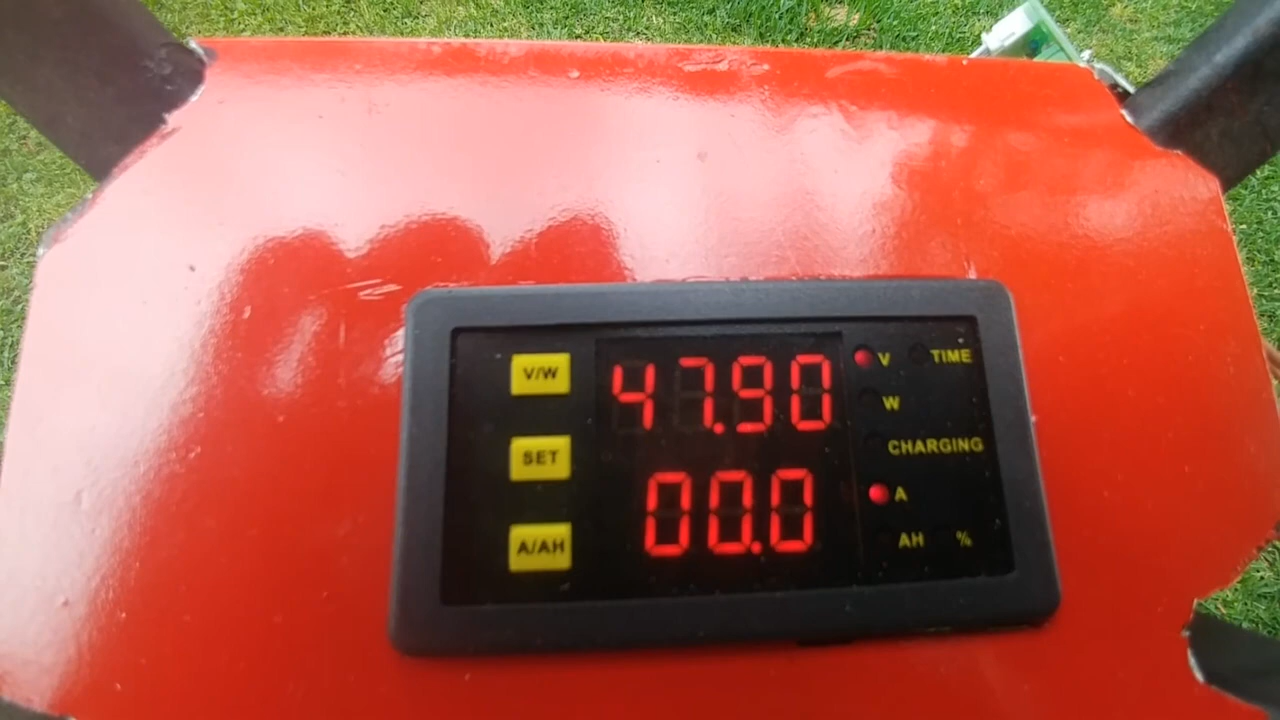 V/W 47.90 V TIME
W
SET CHARGING
00.0 A
A/AH AH %